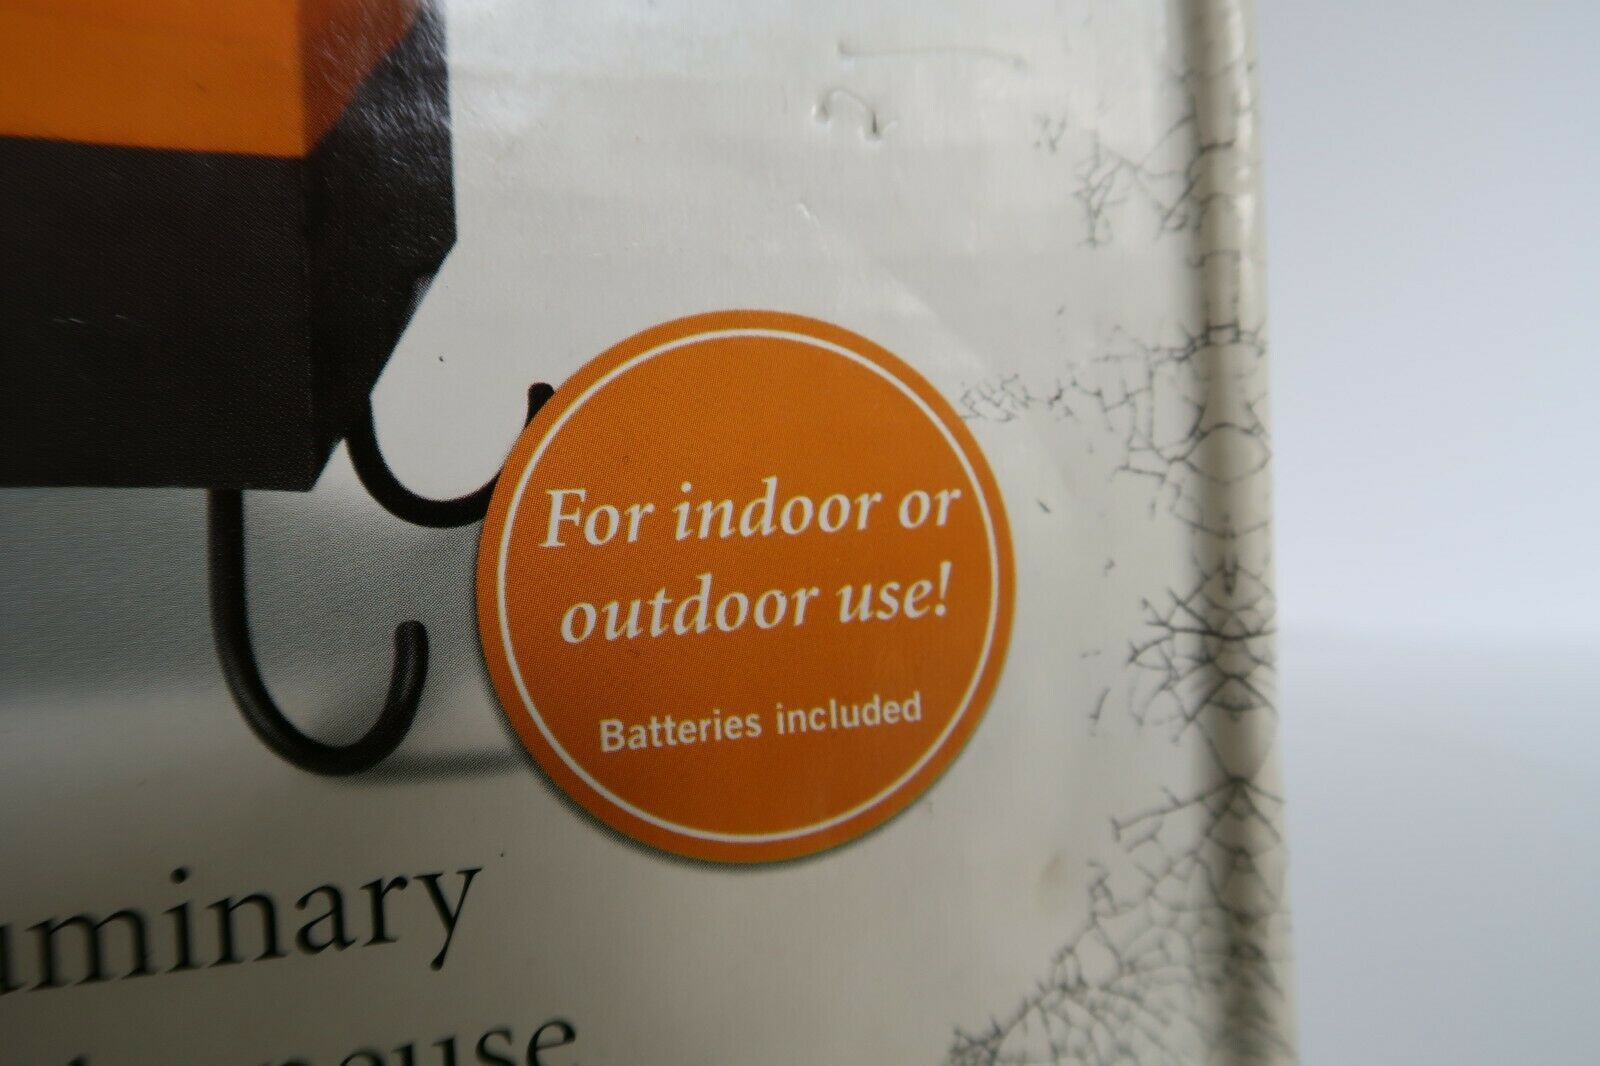 For indoor or
outdoor use!
Batteries included
uminary